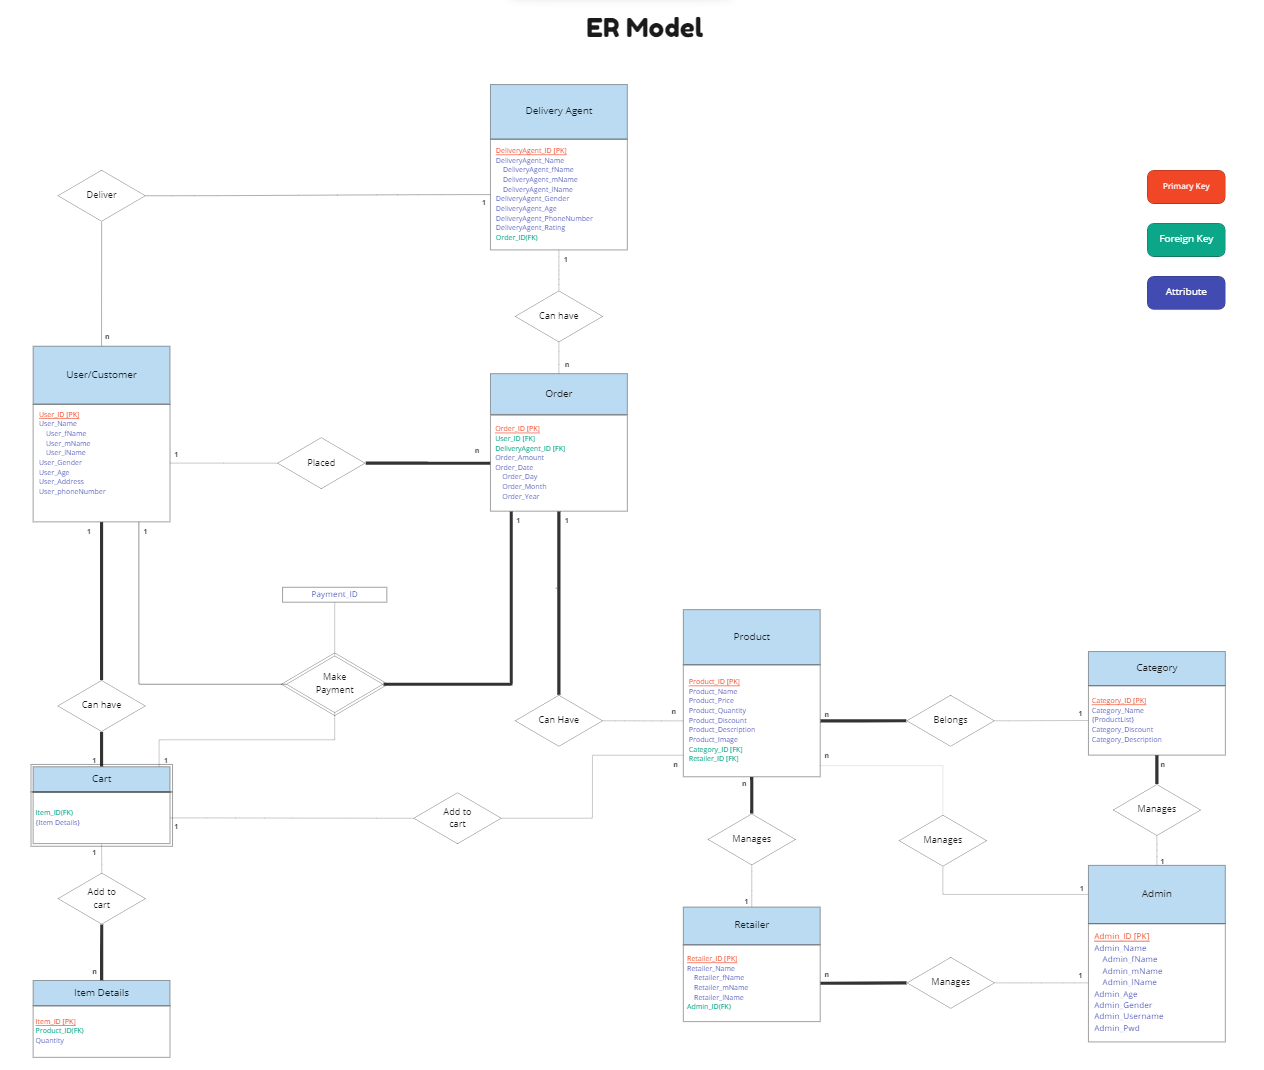 ER Model
Delivery Agent
DeliveryAgent_ID [PK]
DeliveryAgent_Name
DeliveryAgent_fName
DeliveryAgent_mName
DeliveryAgent_lName
DeliveryAgent_Gender
DeliveryAgent_Age
DeliveryAgent_PhoneNumber
DeliveryAgent_Rating
Order_ID(FK)
Primary Key
Foreign Key
Attribute
Deliver
1
n
1
Can have
n
User/Customer
User_ID [PK]
User_Name
User_fName
User_mName
User_lName
User_Gender
User_Age
User_Address
User_phoneNumber
1
Placed
n
Order
Order_ID [PK]
User_ID [FK]
DeliveryAgent_ID [FK]
Order_Amount
Order_Date
Order_Day
Order_Month
Order_Year
1
1
1
1
Payment_ID
Make
Payment
Can have
1
1
Can Have
n
Product
Product_ID [PK]
Product_Name
Product_Price
Product_Quantity
Product_Discount
Product_Description
Product_Image
Category_ID [FK]
Retailer_ID [FK]
n
Belongs
1
Category
Category_ID [PK]
Category_Name
{ProductList}
Category_Discount
Category_Description
Cart
Item_ID(FK)
{Item Details}
1
Add to
cart
n
n
n
n
Manages
Manages
Manages
1
1
1
1
Add to
cart
n
Item Details
Item_ID [PK]
Product_ID(FK)
Quantity
Retailer
Retailer_ID [PK]
Retailer_Name
Retailer_fName
Retailer_mName
Retailer_lName
Admin_ID(FK)
n
Manages
1
Admin
Admin_ID [PK]
Admin_Name
Admin_fName
Admin_mName
Admin_lName
Admin_Age
Admin_Gender
Admin_Username
Admin_Pwd